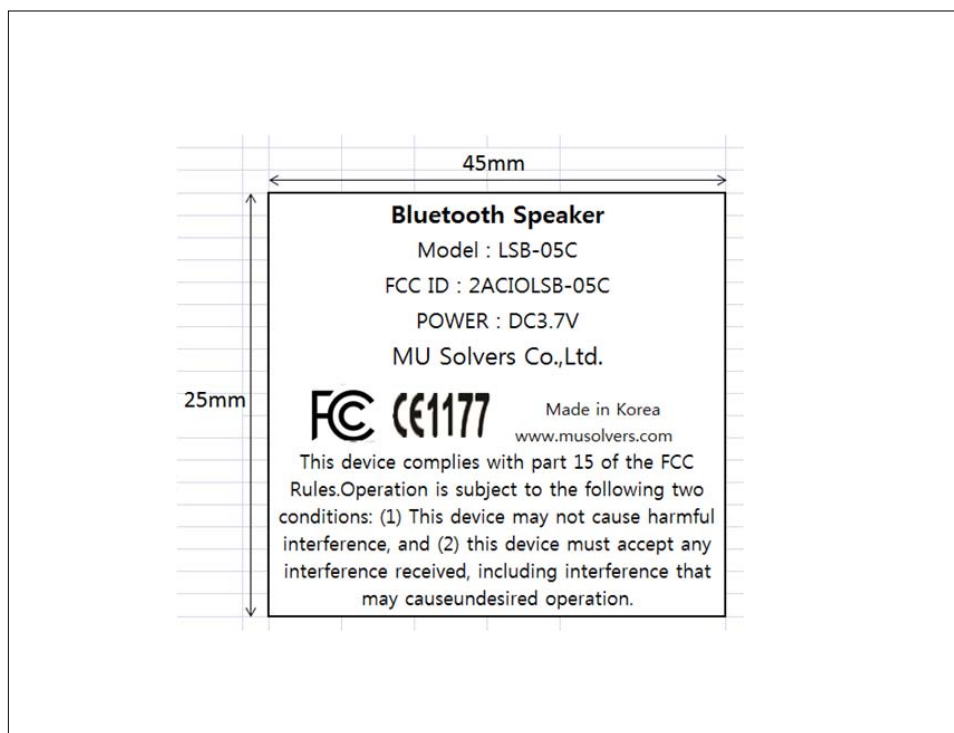 45mm
Bluetooth Speaker
Model : LSB-05C
FCC ID : 2ACIOLSB-05C
POWER : DC3.7V
MU Solvers Co.,Ltd.
25mm
FC CE1177
Made in Korea
www.musolvers.com
This device complies with part 15 of the FCC
Rules.Operation is subject to the following two
conditions: (1) This device may not cause harmful
interference, and (2) this device must accept any
interference received, including interference that
may causeundesired operation.